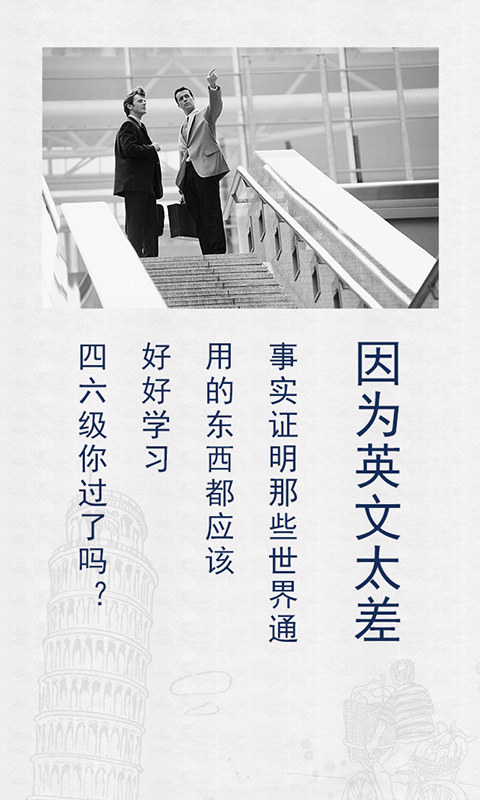 因为英文太差
事实证明那些世界通
用的东西都应该
好好学习
四六级你过了吗？